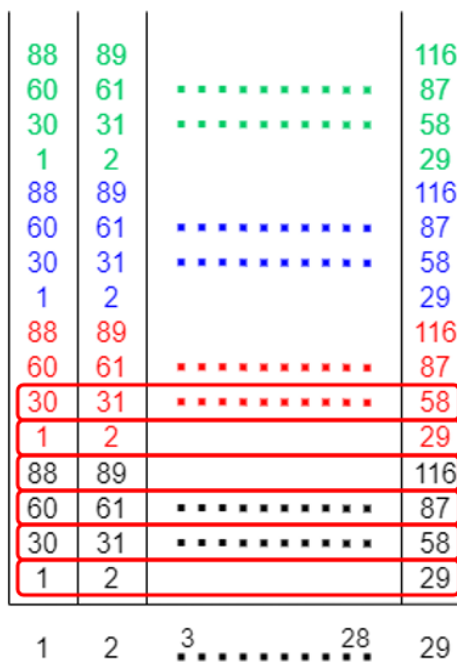 88 89 116
60 61 .......... 87
30 31 .......... 58
1 2 29
88 89 116
60 61 .......... 87
30 31 .......... 58
1 2 29
88 89 116
60 61 .......... 87
30 31 .......... 58
1 2 29
88 89 116
60 61 .......... 87
30 31 .......... 58
1 2 29
1 2 3 .......... 28 29